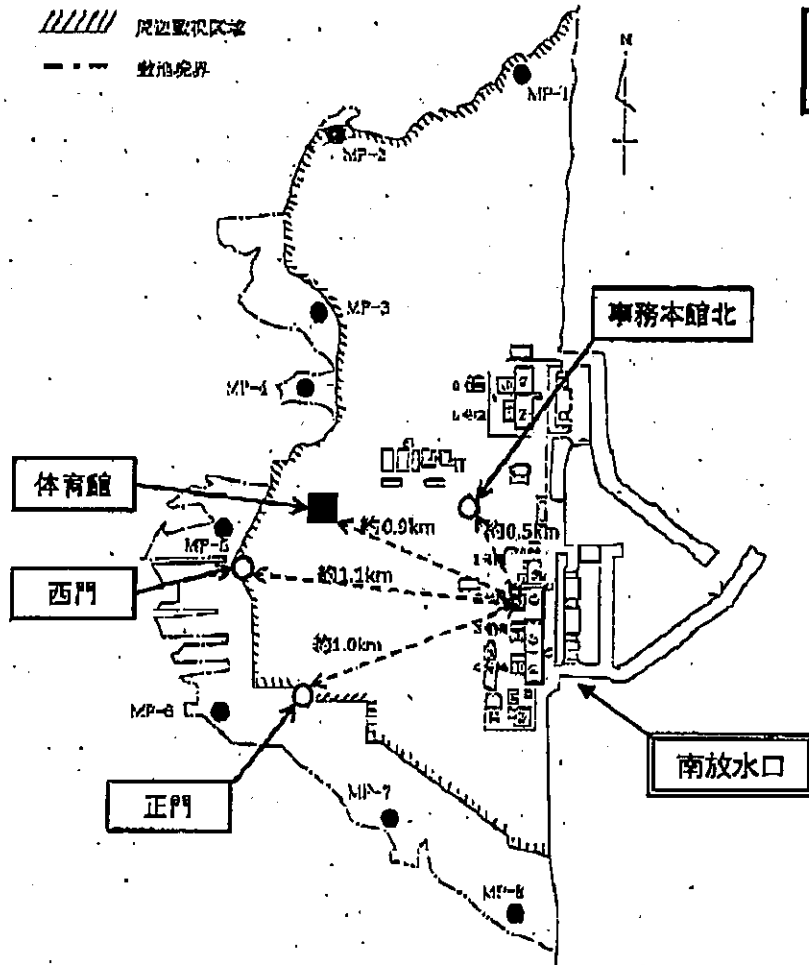 周辺監視区域
敷地境界
N
MP-1
MP-2
MP-3
事務本館北
MP-4
体育館
約0.9km
約0.5km
MP-5
西門
約1.1km
約1.0km
MP-6
南放水口
正門
MP-7
MP-8